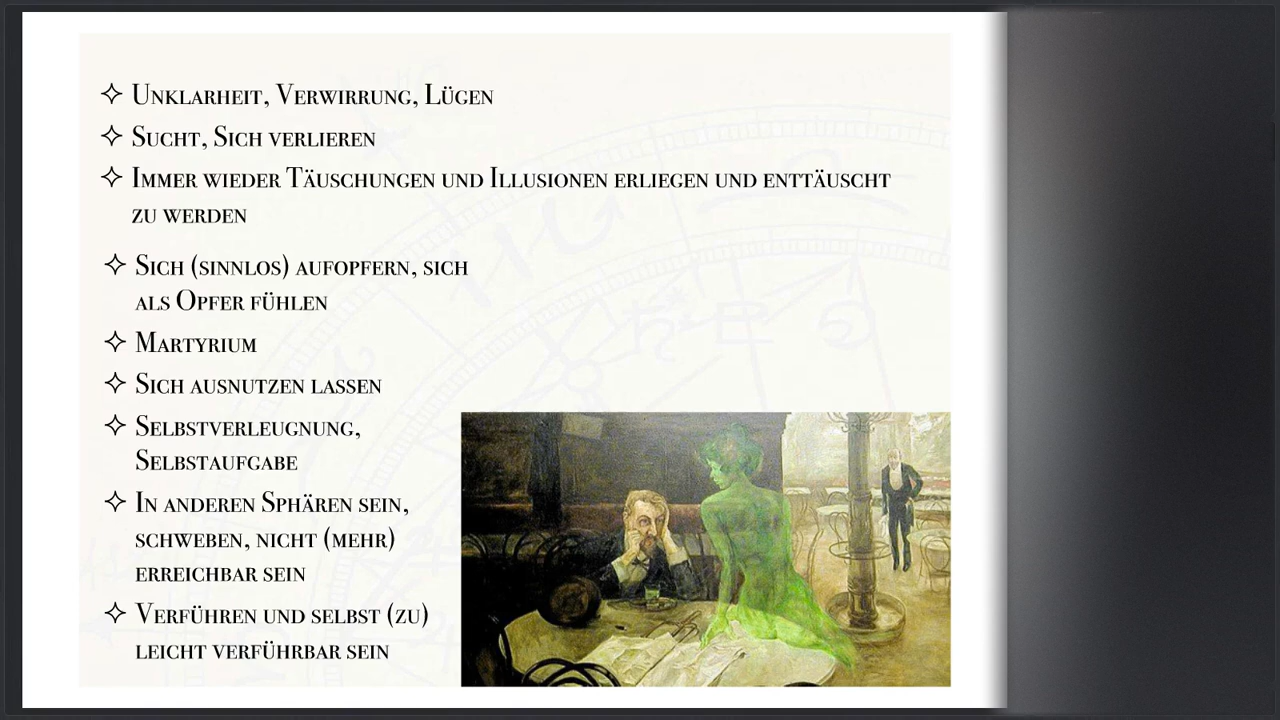 ✧ Unklarheit, Verwirrung, Lügen
✧ Sucht, Sich verlieren
✧ Immer wieder Täuschungen und Illusionen erliegen und enttäuscht
zu werden
✧ Sich (sinnlos) aufopfern, sich
als Opfer fühlen
✧ Martyrium
✧ Sich ausnutzen lassen
✧ Selbstverleugnung,
Selbstaufgabe
✧ In anderen Sphären sein,
schweben, nicht (mehr)
erreichbar sein
✧ Verführen und selbst (zu)
leicht verführbar sein